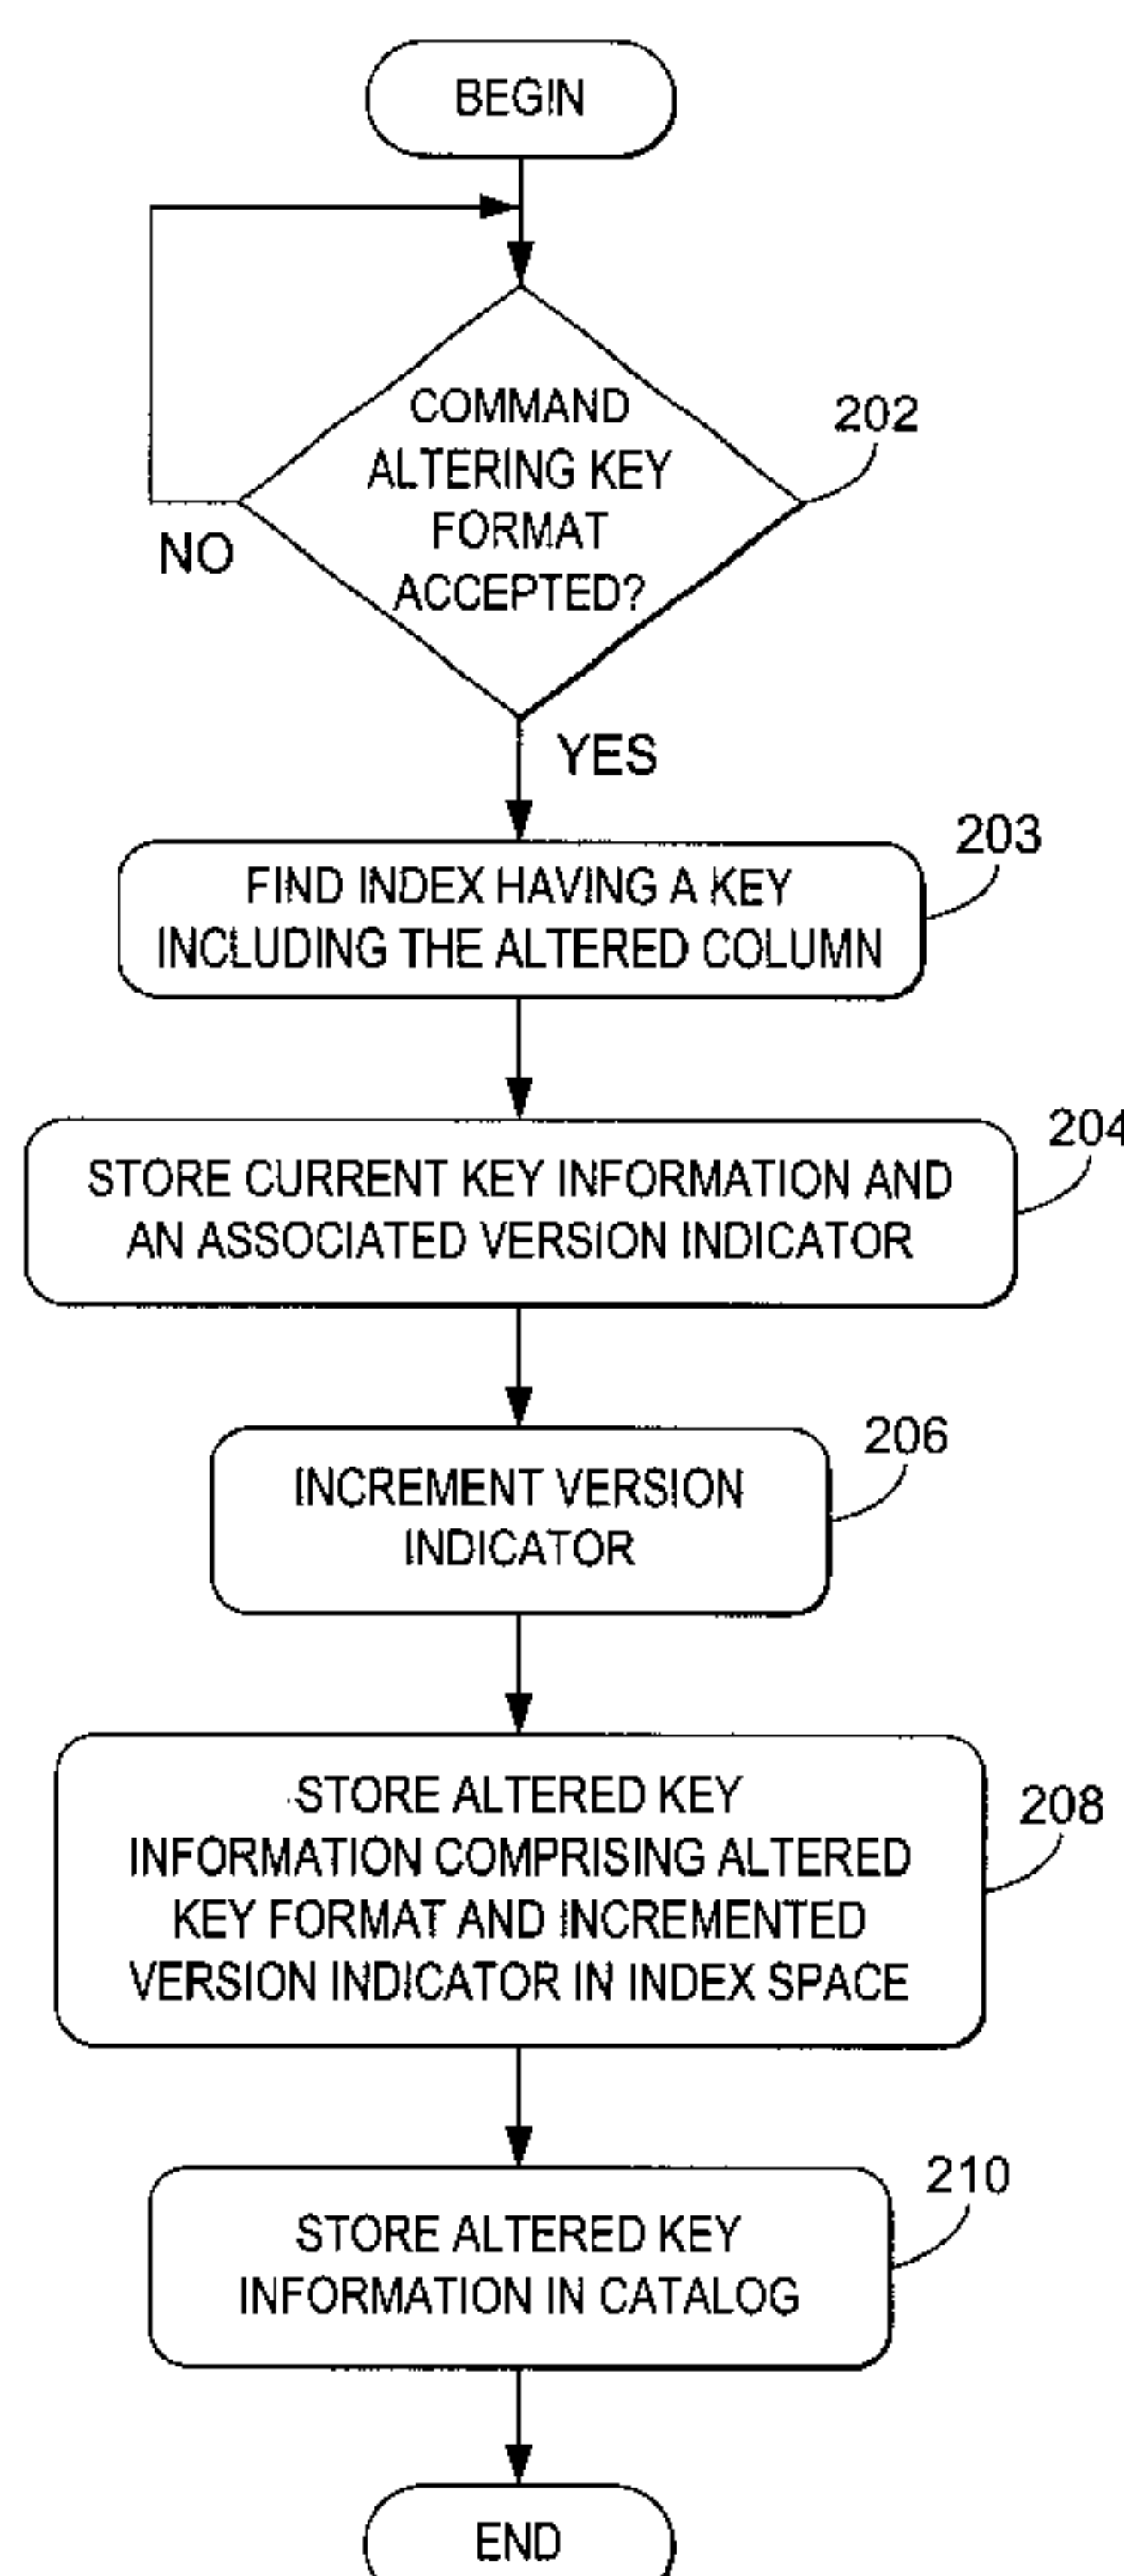 BEGIN
COMMAND
ALTERING KEY
FORMAT
ACCEPTED?
202
NO
YES
203
FIND INDEX HAVING A KEY
INCLUDING THE ALTERED COLUMN
204
STORE CURRENT KEY INFORMATION AND
AN ASSOCIATED VERSION INDICATOR
206
INCREMENT VERSION
INDICATOR
208
STORE ALTERED KEY
INFORMATION COMPRISING ALTERED
KEY FORMAT AND INCREMENTED
VERSION INDICATOR IN INDEX SPACE
210
STORE ALTERED KEY
INFORMATION IN CATALOG
END